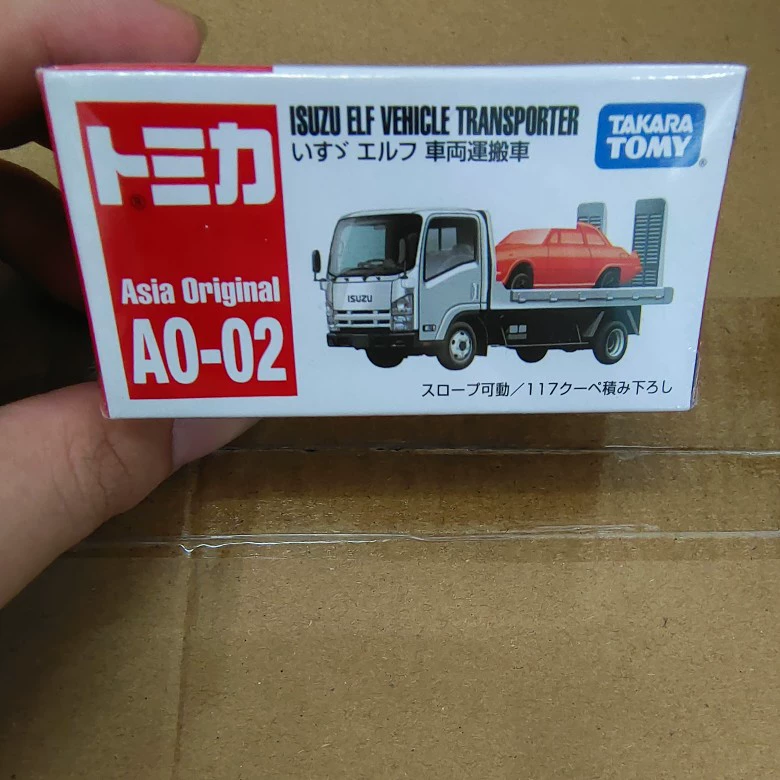 トミカ
Asia Original
AO-02
ISUZU ELF VEHICLE TRANSPORTER
いすゞ エルフ 車両運搬車
TAKARA
TOMY
ISUZU
スロープ可動/117クーペ積み下ろし